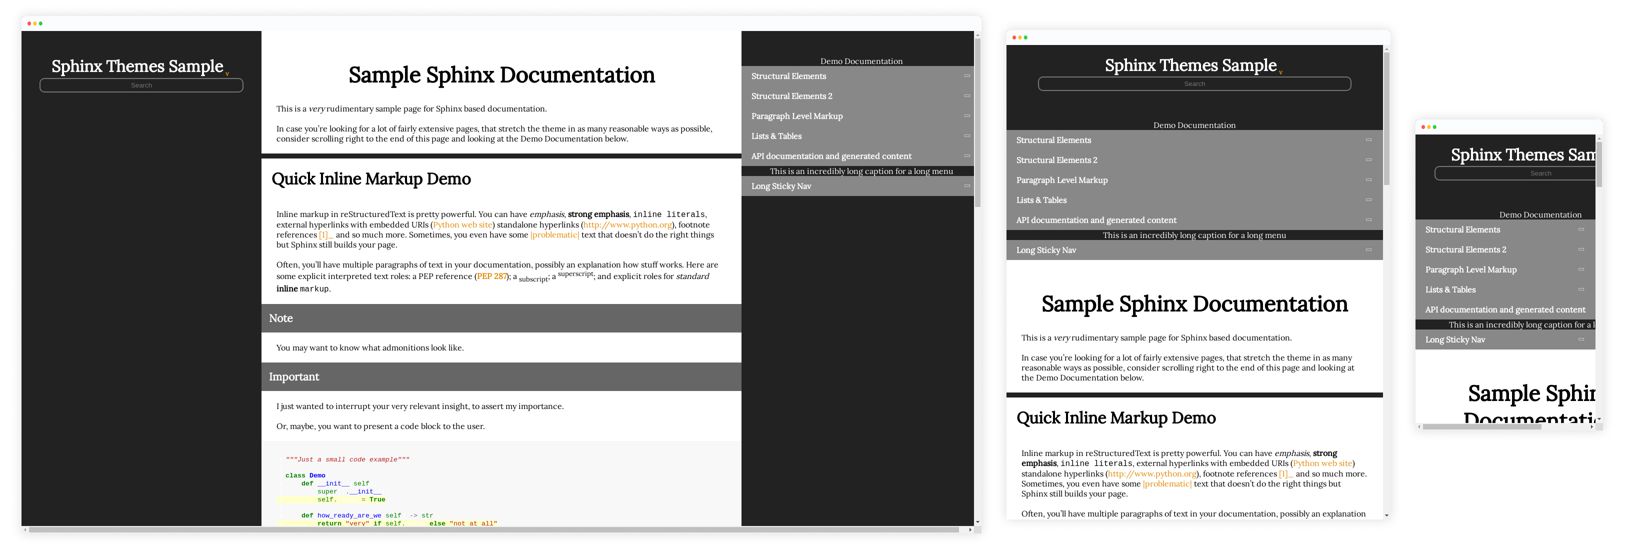 Sphinx Themes Sample v
Search
Sample Sphinx Documentation
This is a very rudimentary sample page for Sphinx based documentation.
In case you're looking for a lot of fairly extensive pages, that stretch the theme in as many reasonable ways as possible,
consider scrolling right to the end of this page and looking at the Demo Documentation below.
Quick Inline Markup Demo
Inline markup in reStructuredText is pretty powerful. You can have emphasis, strong emphasis, inline literals,
external hyperlinks with embedded URIs (Python web site) standalone hyperlinks (http://www.python.org), footnote
references [1]_ and so much more. Sometimes, you even have some |problematic| text that doesn't do the right things
but Sphinx still builds your page.
Often, you'll have multiple paragraphs of text in your documentation, possibly an explanation how stuff works. Here are
some explicit interpreted text roles: a PEP reference (PEP 287); a subscript; a superscript; and explicit roles for standard
inline markup.
Note
You may want to know what admonitions look like.
Important
I just wanted to interrupt your very relevant insight, to assert my importance.
Or, maybe, you want to present a code block to the user.
"""Just a small code example"""
class Demo
def __init__ self
super .__init__
self. = True
def how_ready_are_we self -> str
return "very" if self. else "not at all"
Demo Documentation
Structural Elements
Structural Elements 2
Paragraph Level Markup
Lists & Tables
API documentation and generated content
This is an incredibly long caption for a long menu
Long Sticky Nav
Sphinx Themes Sample v
Search
Demo Documentation
Structural Elements
Structural Elements 2
Paragraph Level Markup
Lists & Tables
API documentation and generated content
This is an incredibly long caption for a long menu
Long Sticky Nav
Sample Sphinx Documentation
This is a very rudimentary sample page for Sphinx based documentation.
In case you're looking for a lot of fairly extensive pages, that stretch the theme in as many
reasonable ways as possible, consider scrolling right to the end of this page and looking at
the Demo Documentation below.
Quick Inline Markup Demo
Inline markup in reStructuredText is pretty powerful. You can have emphasis, strong
emphasis, inline literals, external hyperlinks with embedded URIs (Python web site)
standalone hyperlinks (http://www.python.org), footnote references [1]_ and so much more.
Sometimes, you even have some |problematic| text that doesn't do the right things but
Sphinx still builds your page.
Often, you'll have multiple paragraphs of text in your documentation, possibly an explanation
Sphinx Themes Sam
Search
Demo Documentation
Structural Elements
Structural Elements 2
Paragraph Level Markup
Lists & Tables
API documentation and generated content
This is an incredibly long caption for a l
Long Sticky Nav
Sample Sphin
Documentati